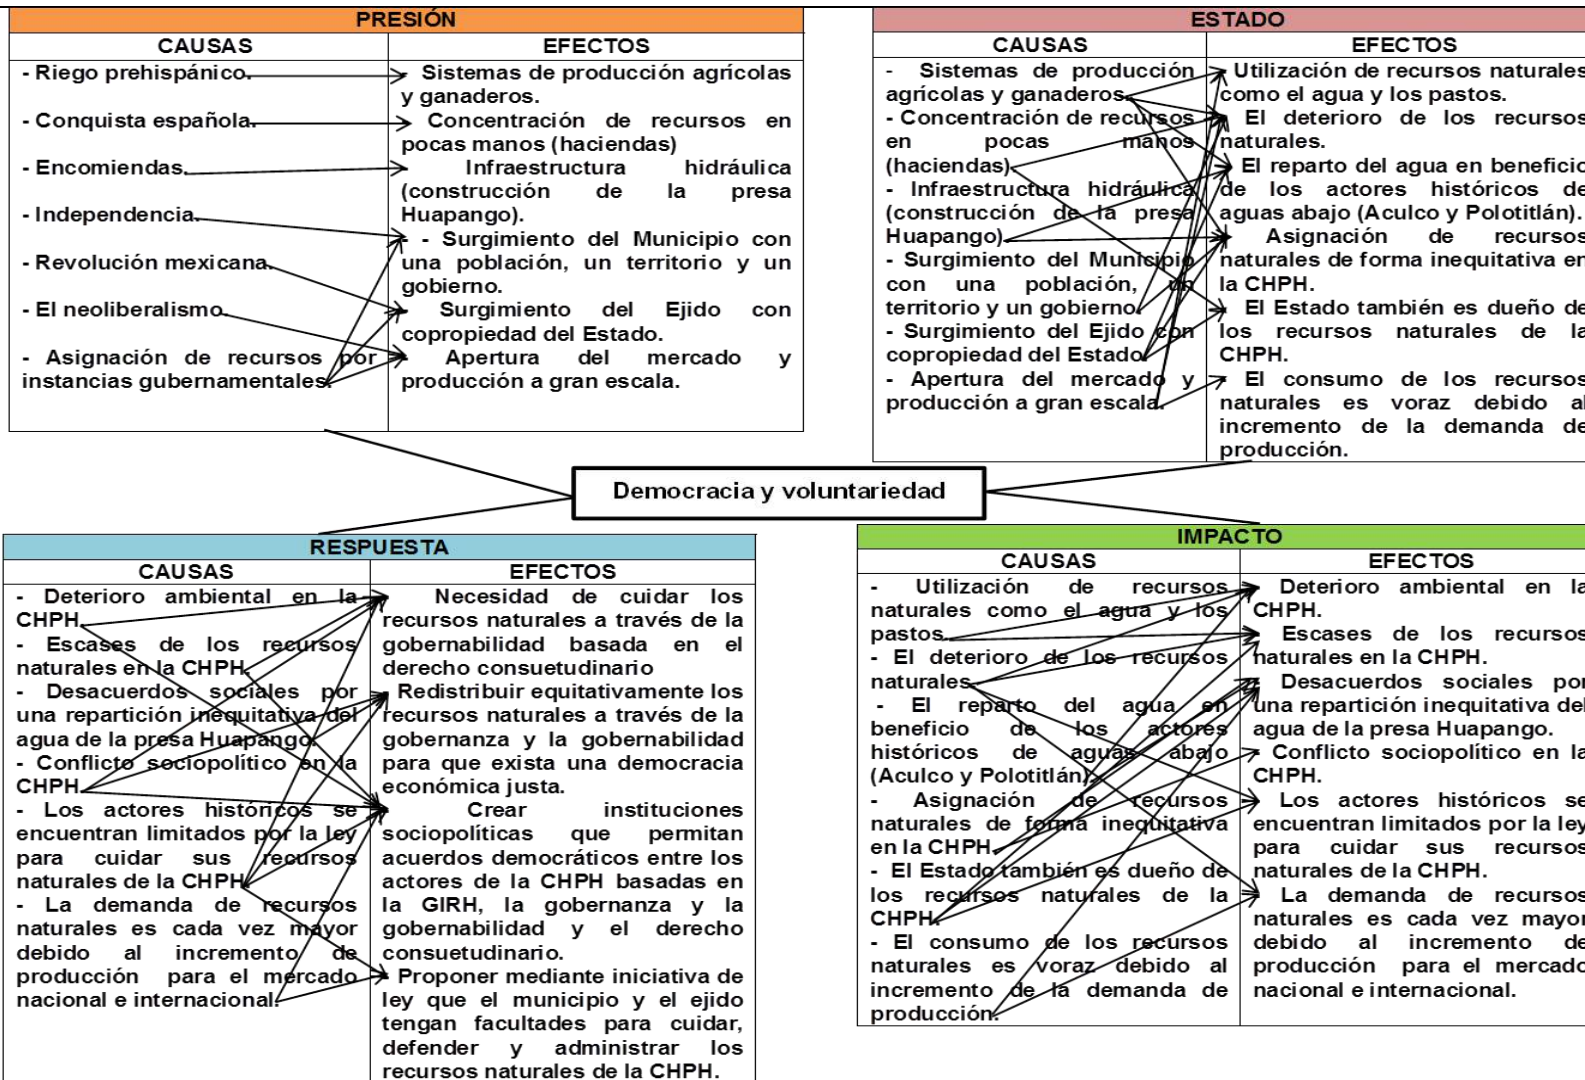 PRESIÓN
CAUSAS
EFECTOS
- Riego prehispánico.
- Conquista española.
- Encomiendas.
- Independencia.
- Revolución mexicana.
- El neoliberalismo.
- Asignación de recursos por
instancias gubernamentales.
- Sistemas de producción agrícolas
y ganaderos.
Concentración de recursos en
pocas manos (haciendas)
Infraestructura hidráulica
(construcción de la presa
Huapango).
- - Surgimiento del Municipio con
una población, un territorio y un
gobierno.
Surgimiento del Ejido con
copropiedad del Estado.
Apertura del mercado y
producción a gran escala.
ESTADO
CAUSAS
EFECTOS
- Sistemas de producción
agrícolas y ganaderos.
- Concentración de recursos
en pocas manos
(haciendas)
- Infraestructura hidráulica
(construcción de la presa
Huapango)
- Surgimiento del Municipio
con una población, un
territorio y un gobierno.
- Surgimiento del Ejido con
copropiedad del Estado.
- Apertura del mercado y
producción a gran escala.
Utilización de recursos naturales
como el agua y los pastos.
El deterioro de los recursos
naturales.
El reparto del agua en beneficio
de los actores históricos de
aguas abajo (Aculco y Polotitlán).
Asignación de recursos
naturales de forma inequitativa en
la CHPH.
El Estado también es dueño de
los recursos naturales de la
CHPH.
El consumo de los recursos
naturales es voraz debido al
incremento de la demanda de
producción.
Democracia y voluntariedad
RESPUESTA
CAUSAS
EFECTOS
- Deterioro ambiental en la
CHPH.
- Escases de los recursos
naturales en la CHPH.
- Desacuerdos sociales por
una repartición inequitativa del
agua de la presa Huapango.
- Conflicto sociopolítico en la
CHPH.
- Los actores históricos se
encuentran limitados por la ley
para cuidar sus recursos
naturales de la CHPH.
- La demanda de recursos
naturales es cada vez mayor
debido al incremento de
producción para el mercado
nacional e internacional.
Necesidad de cuidar los
recursos naturales a través de la
gobernabilidad basada en el
derecho consuetudinario
Redistribuir equitativamente los
recursos naturales a través de la
gobernanza y la gobernabilidad
para que exista una democracia
económica justa.
Crear instituciones
sociopolíticas que permitan
acuerdos democráticos entre los
actores de la CHPH basadas en
la GIRH, la gobernanza y la
gobernabilidad y el derecho
consuetudinario.
Proponer mediante iniciativa de
ley que el municipio y el ejido
tengan facultades para cuidar,
defender y administrar los
recursos naturales de la CHPH.
IMPACTO
CAUSAS
EFECTOS
- Utilización de recursos
naturales como el agua y los
pastos.
- El deterioro de los recursos
naturales.
- El reparto del agua en
beneficio de los actores
históricos de aguas abajo
(Aculco y Polotitlán).
- Asignación de recursos
naturales de forma inequitativa
en la CHPH.
- El Estado también es dueño de
los recursos naturales de la
CHPH.
- El consumo de los recursos
naturales es voraz debido al
incremento de la demanda de
producción.
Deterioro ambiental en la
CHPH.
Escases de los recursos
naturales en la CHPH.
Desacuerdos sociales por
una repartición inequitativa del
agua de la presa Huapango.
Conflicto sociopolítico en la
CHPH.
Los actores históricos se
encuentran limitados por la ley
para cuidar sus recursos
naturales de la CHPH.
La demanda de recursos
naturales es cada vez mayor
debido al incremento de
producción para el mercado
nacional e internacional.